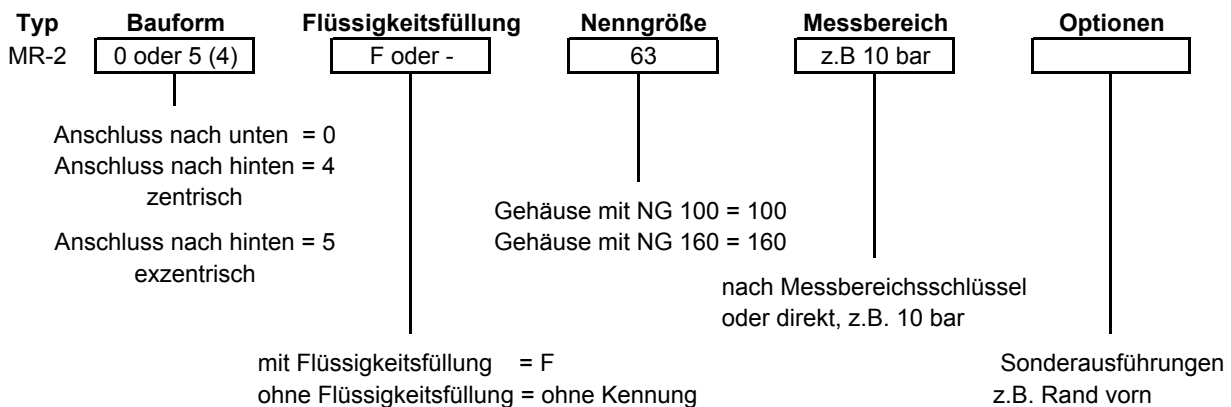 Typ Bauform Flüssigkeitsfüllung Nenngröße Messbereich Optionen
MR-2 0 oder 5 (4) F oder - 63 z.B 10 bar
Anschluss nach unten = 0
Anschluss nach hinten = 4
zentrisch
Anschluss nach hinten = 5
exzentrisch
Gehäuse mit NG 100 = 100
Gehäuse mit NG 160 = 160
nach Messbereichsschlüssel
oder direkt, z.B. 10 bar
mit Flüssigkeitsfüllung = F
ohne Flüssigkeitsfüllung = ohne Kennung
Sonderausführungen
z.B. Rand vorn